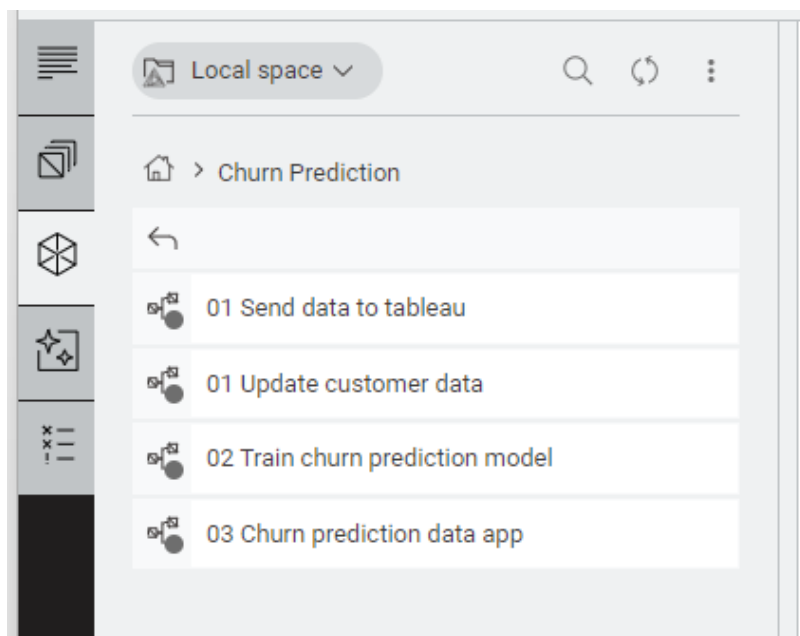 Local space
Churn Prediction
01 Send data to tableau
01 Update customer data
02 Train churn prediction model
03 Churn prediction data app